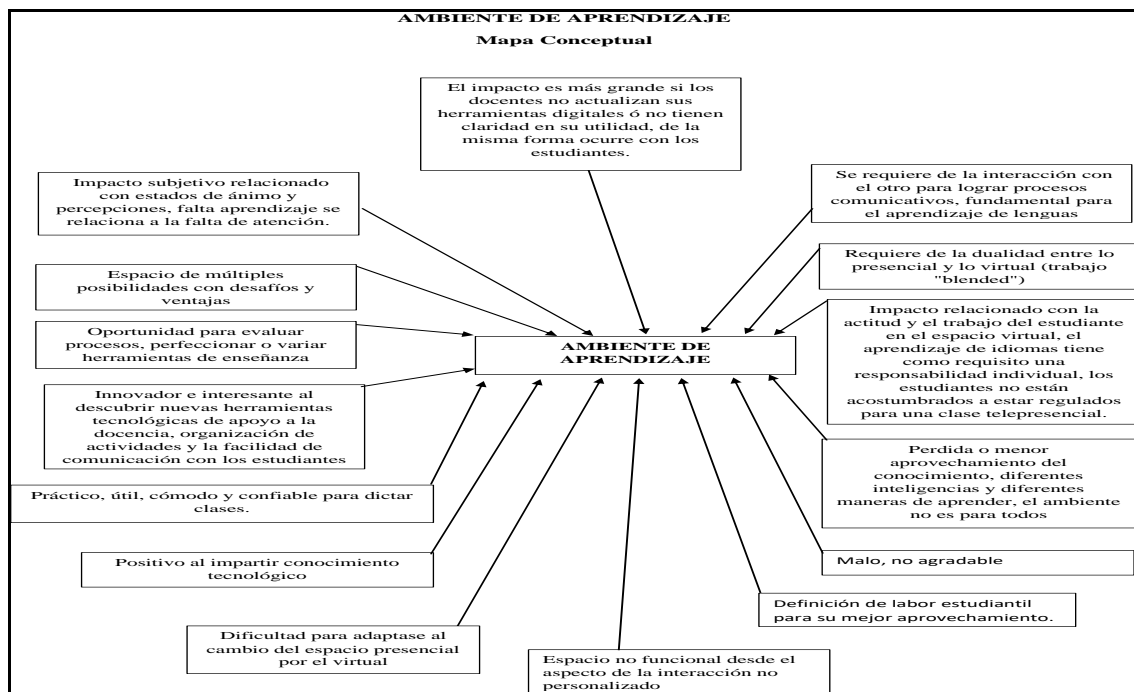 AMBIENTE DE APRENDIZAJE
Mapa Conceptual
El impacto es más grande si los
docentes no actualizan sus
herramientas digitales ó no tienen
claridad en su utilidad, de la
misma forma ocurre con los
estudiantes.
Impacto subjetivo relacionado
con estados de ánimo y
percepciones, falta aprendizaje se
relaciona a la falta de atención.
Se requiere de la interacción con
el otro para lograr procesos
comunicativos, fundamental para
el aprendizaje de lenguas
Espacio de múltiples
posibilidades con desafíos y
ventajas
Requiere de la dualidad entre lo
presencial y lo virtual (trabajo
"blended")
Oportunidad para evaluar
procesos, perfeccionar o variar
herramientas de enseñanza
AMBIENTE DE
APRENDIZAJE
Impacto relacionado con la
actitud y el trabajo del estudiante
en el espacio virtual, el
aprendizaje de idiomas tiene
como requisito una
responsabilidad individual, los
estudiantes no están
acostumbrados a estar regulados
para una clase telepresencial.
Innovador e interesante al
descubrir nuevas herramientas
tecnológicas de apoyo a la
docencia, organización de
actividades y la facilidad de
comunicación con los estudiantes
Perdida o menor
aprovechamiento del
conocimiento, diferentes
inteligencias y diferentes
maneras de aprender, el ambiente
no es para todos
Práctico, útil, cómodo y confiable para dictar
clases.
Positivo al impartir conocimiento
tecnológico
Malo, no agradable
Definición de labor estudiantil
para su mejor aprovechamiento.
Dificultad para adaptase al
cambio del espacio presencial
por el virtual
Espacio no funcional desde el
aspecto de la interacción no
personalizado